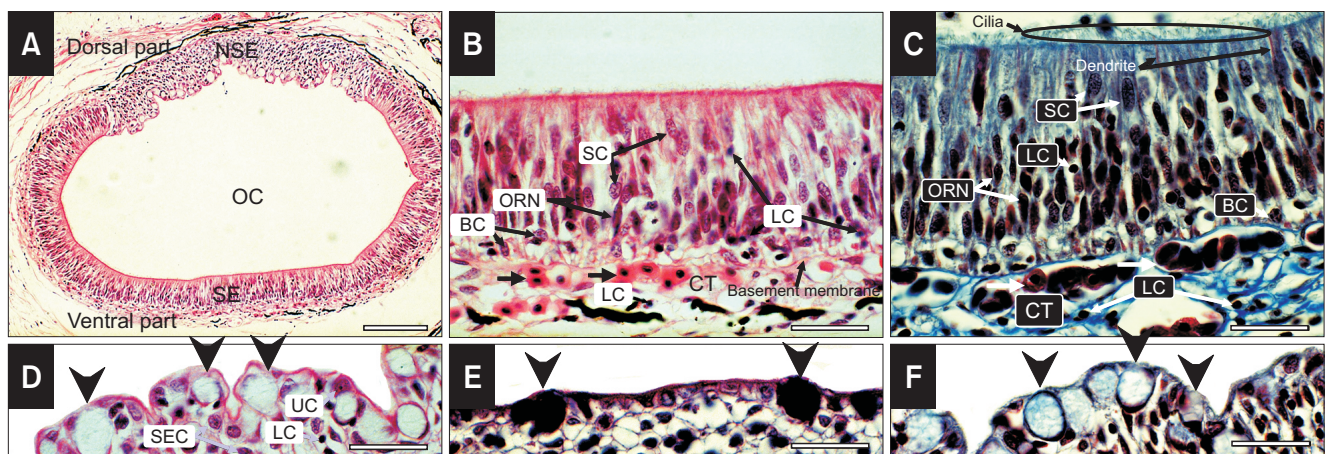 A
Dorsal part
NSE
OC
SE
Ventral part
B
SC
ORN
BC
LC
LC
CT
Basement membrane
C
Cilia
Dendrite
SC
LC
ORN
BC
LC
CT
D
UC
SEC
LC
E
F